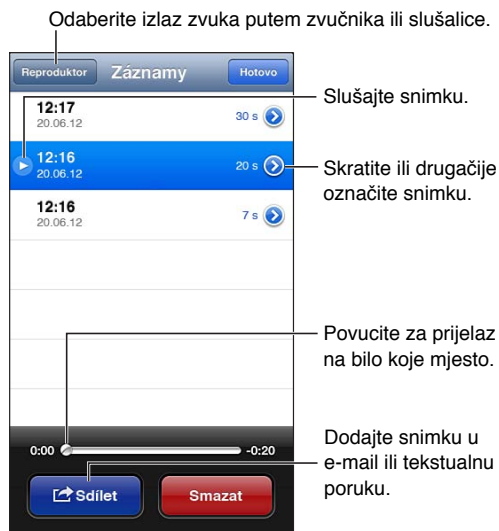 Odaberite izlaz zvuka putem zvučnika ili slušalice.
Reproduktor
Záznamy
Hotovo
12:17
20.06.12
30 s
Slušajte snimku.
12:16
20.06.12
20 s
Skratite ili drugačije
označite snimku.
12:16
20.06.12
7 s
Povucite za prijelaz
na bilo koje mjesto.
0:00
-0:20
Dodajte snimku u
e-mail ili tekstualnu
poruku.
Sdílet
Smazat